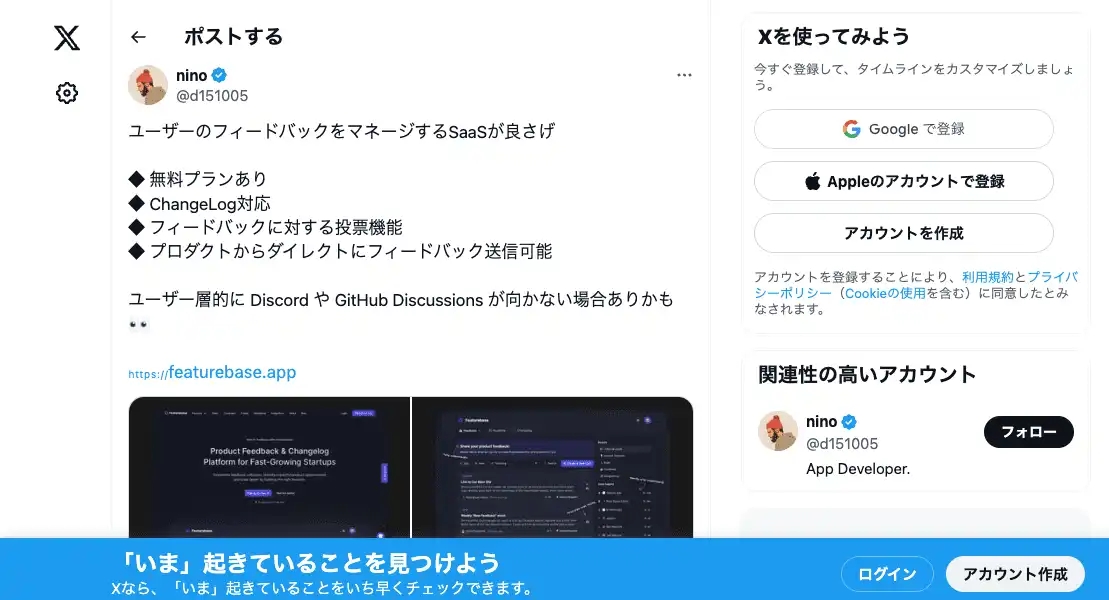 ポストする
nino
@d151005
ユーザーのフィードバックをマネージするSaaSが良さげ
◆ 無料プランあり
◆ ChangeLog対応
◆ フィードバックに対する投票機能
◆ プロダクトからダイレクトにフィードバック送信可能
ユーザー層的に Discord や GitHub Discussions が向かない場合ありかも
👀
https://featurebase.app
Product Feedback & Changelog
Platform for Fast-Growing Startups
Xを使ってみよう
今すぐ登録して、タイムラインをカスタマイズしましょ
う。
Google で登録
Appleのアカウントで登録
アカウントを作成
アカウントを登録することにより、利用規約とプライバ
シーポリシー（Cookieの使用を含む）に同意したとみ
なされます。
関連性の高いアカウント
nino
@d151005
フォロー
App Developer.
「いま」起きていることを見つけよう
Xなら、「いま」起きていることをいち早くチェックできます。
ログイン
アカウント作成